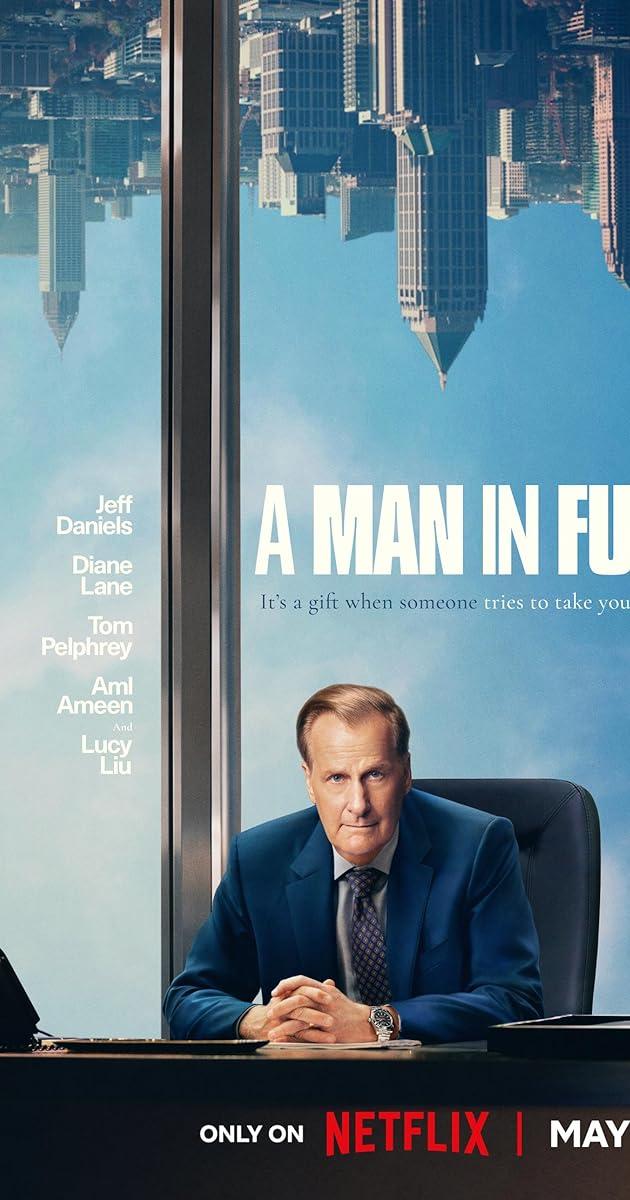 Jeff
Daniels
Diane
Lane
Tom
Pelphrey
Aml
Ameen
And
Lucy
Liu
A MAN IN FU
It's a gift when someone tries to take you
ONLY ON NETFLIX | MAY